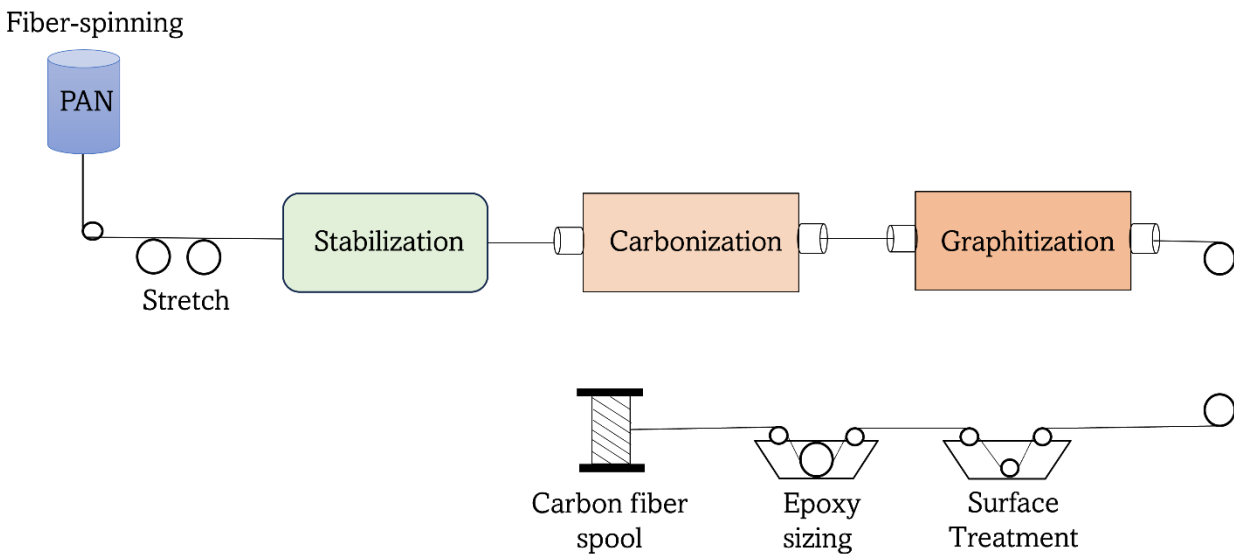 Fiber-spinning
PAN
Stretch
Stabilization
Carbonization
Graphitization
Carbon fiber
spool
Epoxy
sizing
Surface
Treatment